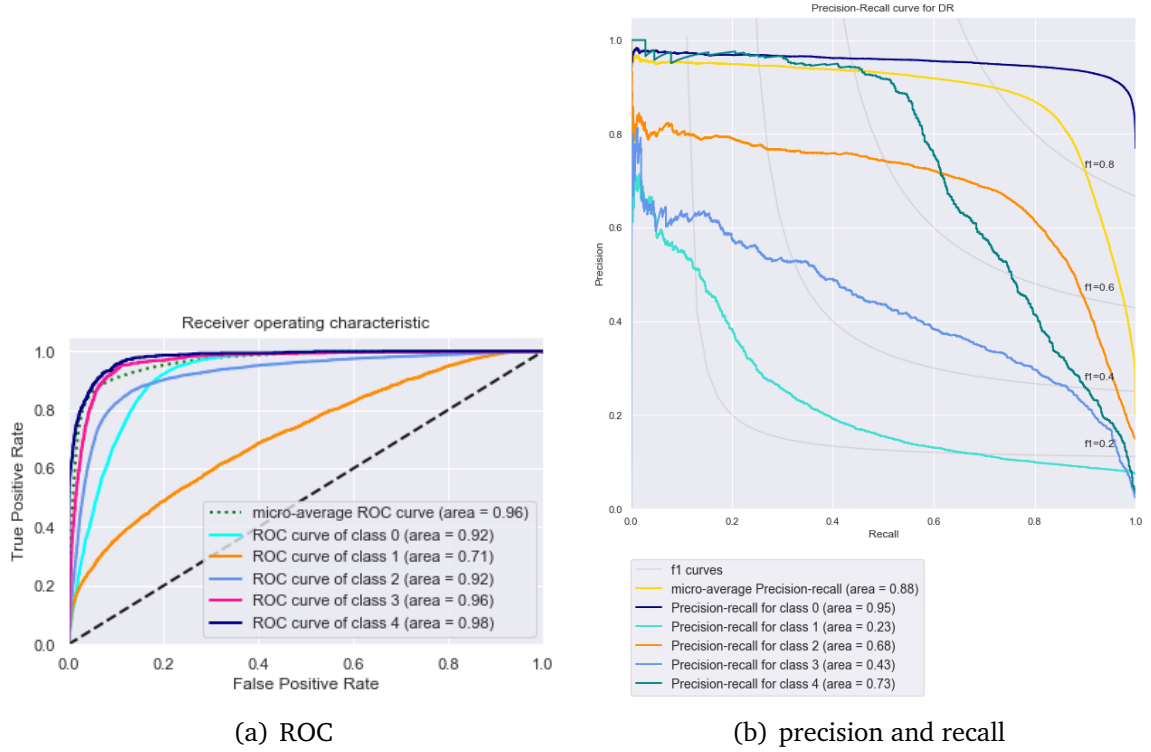 Receiver operating characteristic
True Positive Rate
1.0
0.8
0.6
0.4
0.2
0.0
micro-average ROC curve (area = 0.96)
ROC curve of class 0 (area = 0.92)
ROC curve of class 1 (area = 0.71)
ROC curve of class 2 (area = 0.92)
ROC curve of class 3 (area = 0.96)
ROC curve of class 4 (area = 0.98)
0.0 0.2 0.4 0.6 0.8 1.0
False Positive Rate
(a) ROC
Precision-Recall curve for DR
Precision
1.0
0.8
0.6
0.4
0.2
0.0
f1=0.8
f1=0.6
f1=0.4
f1=0.2
0.0 0.2 0.4 0.6 0.8 1.0
Recall
f1 curves
micro-average Precision-recall (area = 0.88)
Precision-recall for class 0 (area = 0.95)
Precision-recall for class 1 (area = 0.23)
Precision-recall for class 2 (area = 0.68)
Precision-recall for class 3 (area = 0.43)
Precision-recall for class 4 (area = 0.73)
(b) precision and recall